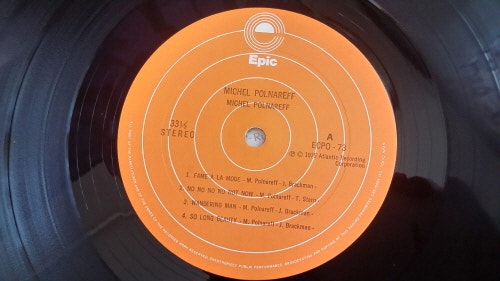 Epic
MICHEL POLNAREFF
MICHEL POLNAREFF
33⅓
STEREO
A
ECPO - 73
Ⓟ © 1975 Atlantic Recording
Corporation
1. FAME A LA MODE - M. Polnareff - J. Brackman -
2. NO NO NO NO NOT NOW - M. Polnareff - T. Stern
3. WANDERING MAN - M. Polnareff - J. Brackman -
4. SO LONG BEAUTY - M. Polnareff - J. Brackman -